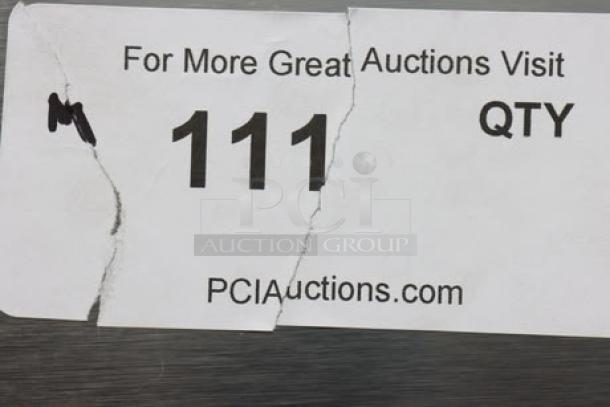 For More Great Auctions Visit
M 111 QTY
PCi
AUCTION GROUP
PCIAuctions.com